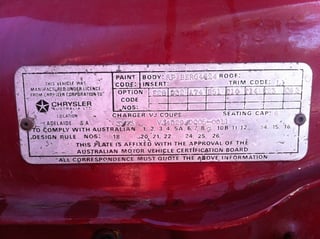 THIS VEHICLE WAS
MANUFACTURED UNDER LICENCE
FROM CHRYSLER CORPORATION BY
CHRYSLER
AUSTRALIA LTD.
LOCATION
ADELAIDE S.A.
PAINT BODY: ROOF:
CODE: INSERT TRIM CODE:
OPTION
CODE
NOS:
CHARGER VJ COUPE SEATING CAP:
TO COMPLY WITH AUSTRALIAN 1, 2, 3, 4, 5A, 6, 7, 8, 10B 11, 12, 14, 15, 16,
DESIGN RULE NOS: 18 20, 21, 22 24, 25, 26.
THIS PLATE IS AFFIXED WITH THE APPROVAL OF THE
AUSTRALIAN MOTOR VEHICLE CERTIFICATION BOARD
ALL CORRESPONDENCE MUST QUOTE THE ABOVE INFORMATION